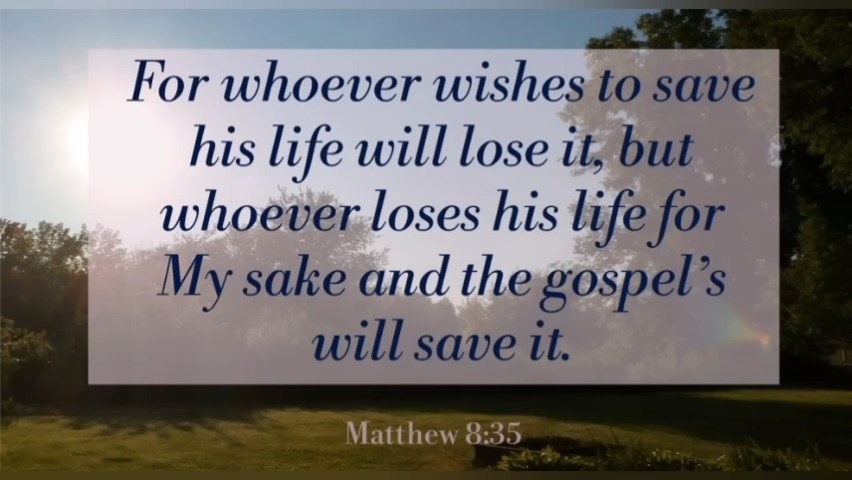 For whoever wishes to save
his life will lose it, but
whoever loses his life for
My sake and the gospel’s
will save it.
Matthew 8:35